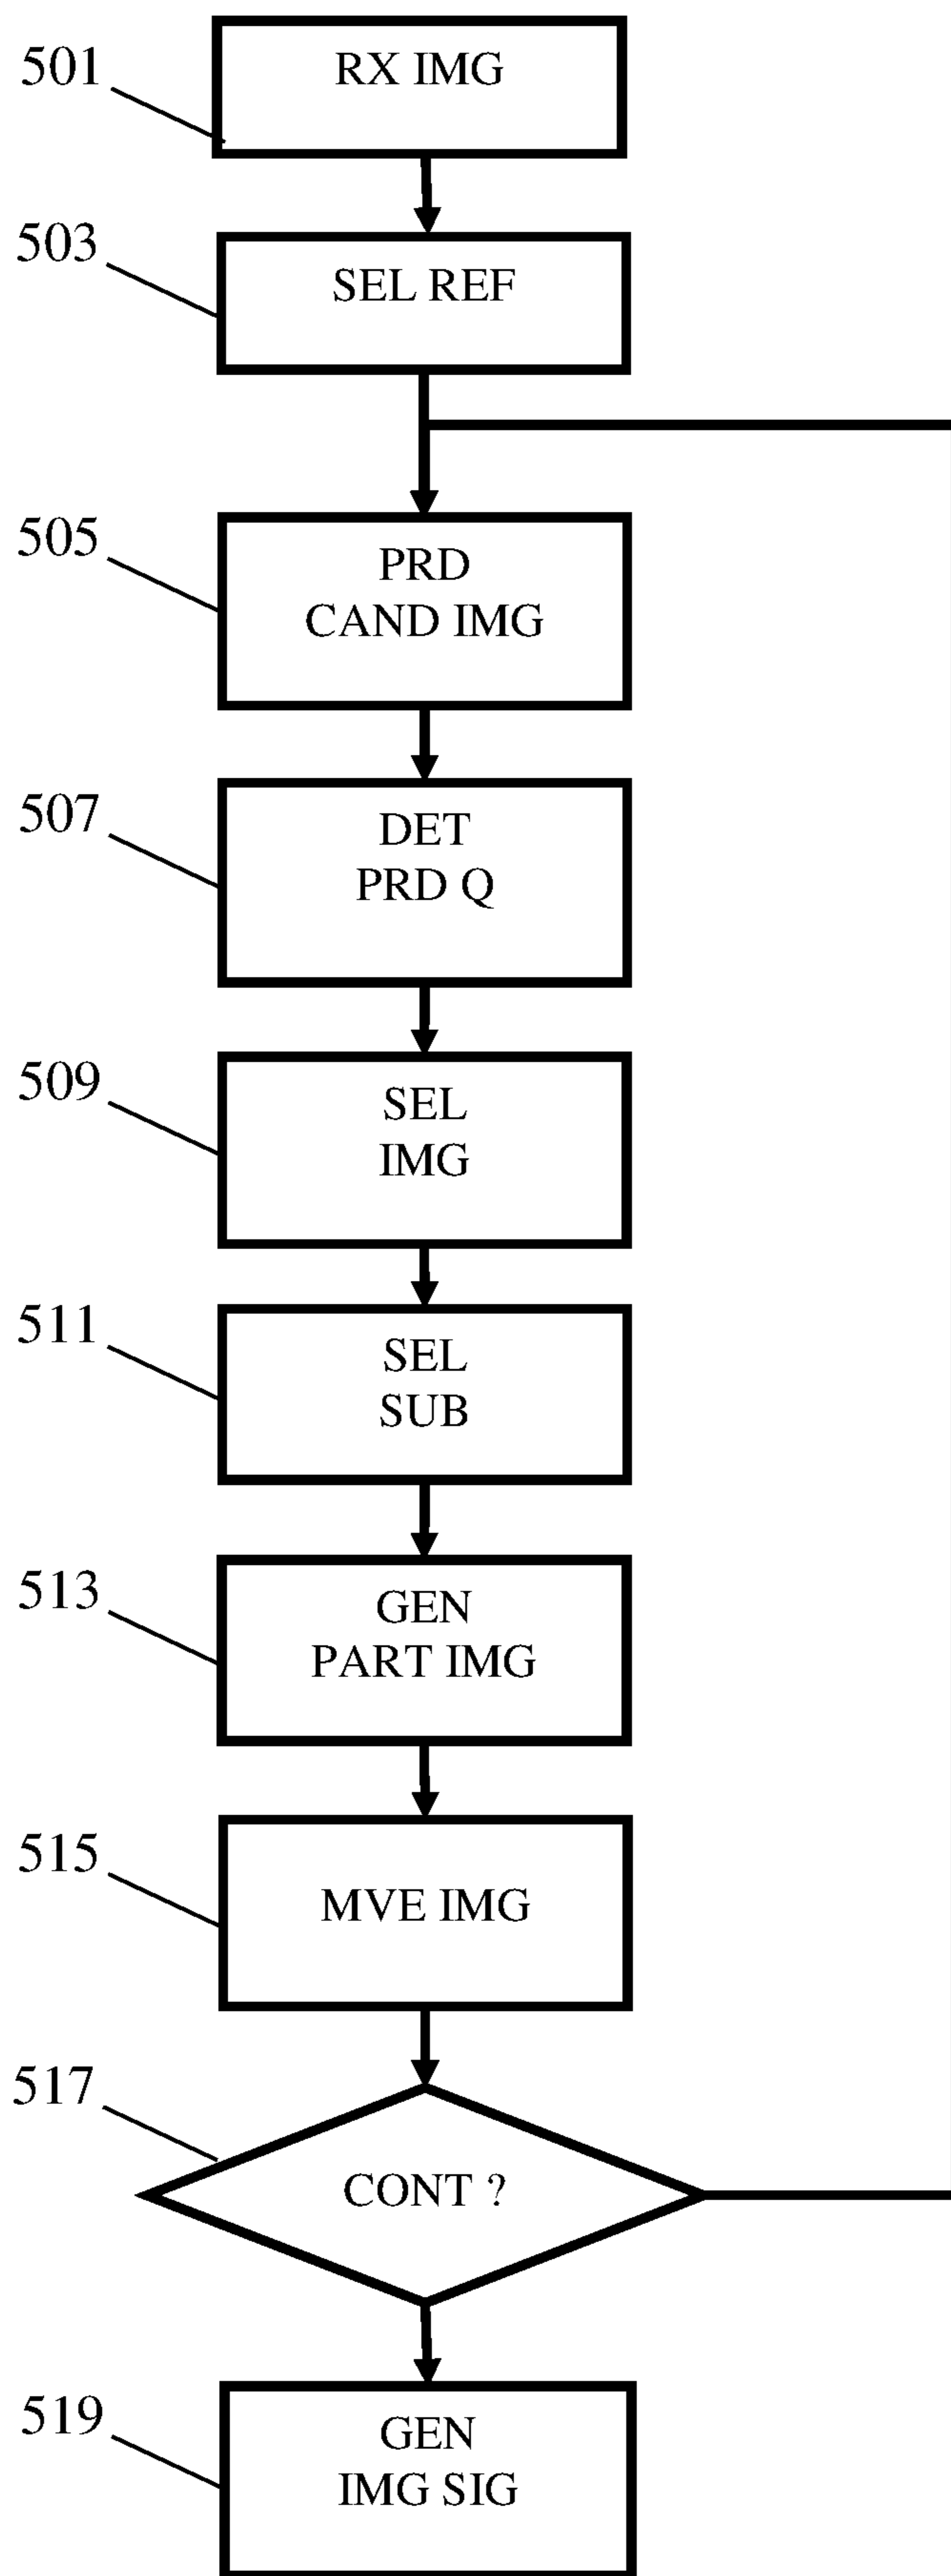 501
RX IMG
503
SEL REF
505
PRD
CAND IMG
507
DET
PRD Q
509
SEL
IMG
511
SEL
SUB
513
GEN
PART IMG
515
MVE IMG
517
CONT ?
519
GEN
IMG SIG